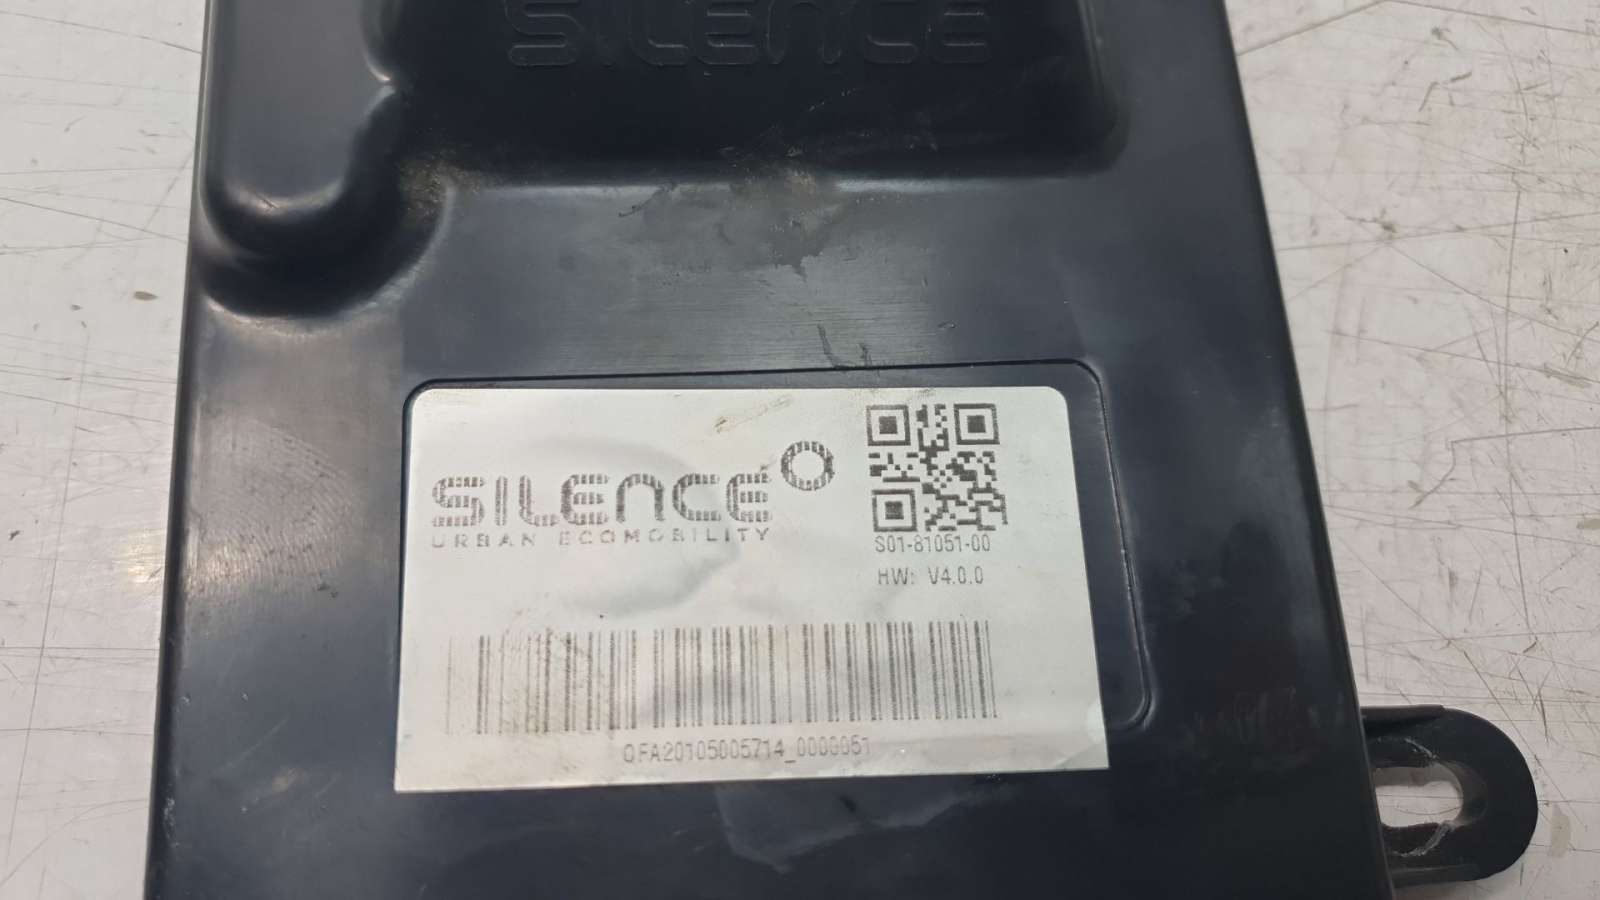 SILENCE
SILENCE
URBAN ECOMOBILITY
S01-81051-00
HW: V4.0.0
OFA20105005714_0000051